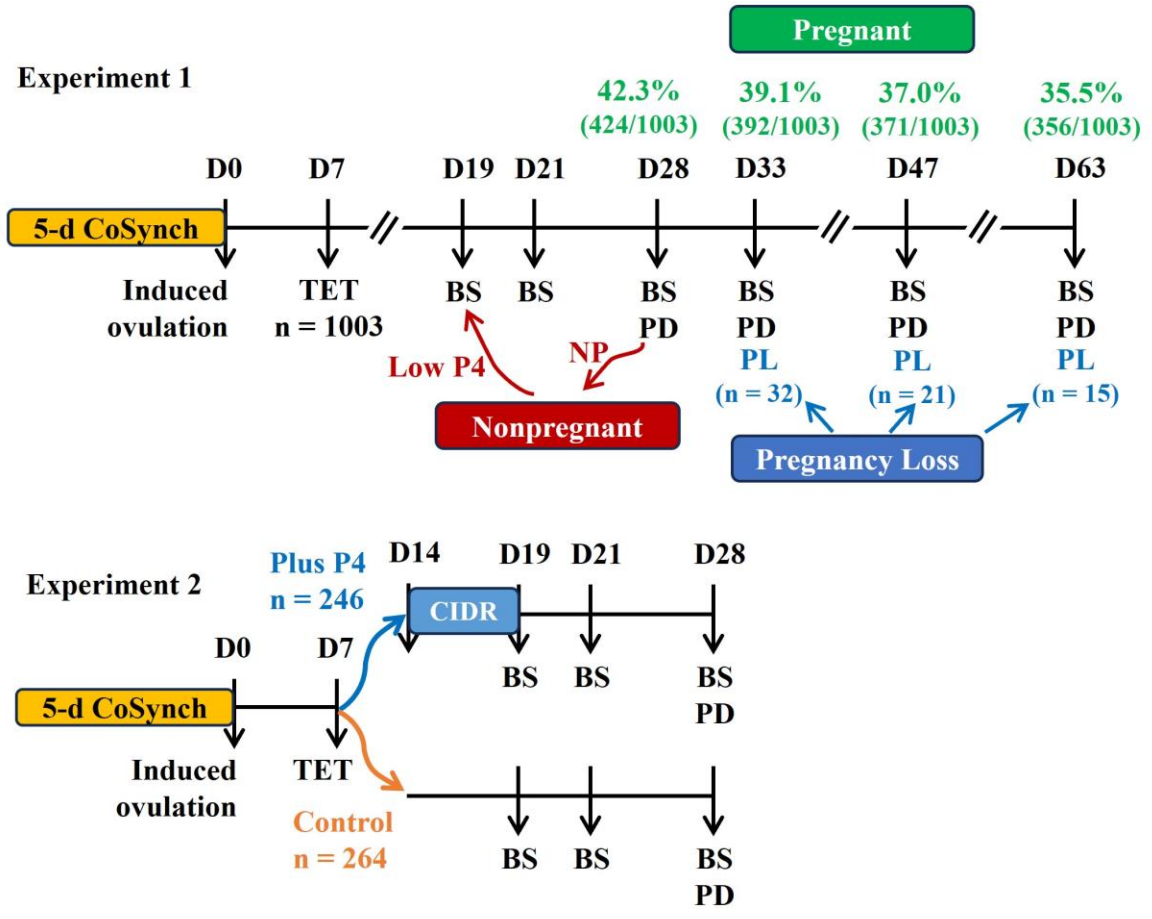 Pregnant
Experiment 1
42.3% 39.1% 37.0% 35.5%
(424/1003) (392/1003) (371/1003) (356/1003)
D0 D7 D19 D21 D28 D33 D47 D63
5-d CoSynch
Induced TET BS BS BS BS BS BS
ovulation n = 1003 PD PD PD PD
Low P4 NP PL PL PL
(n = 32) (n = 21) (n = 15)
Nonpregnant
Pregnancy Loss
Experiment 2
Plus P4 D14 D19 D21 D28
n = 246 CIDR
D0 D7
BS BS BS
5-d CoSynch PD
Induced TET
ovulation
Control
n = 264 BS BS BS
PD